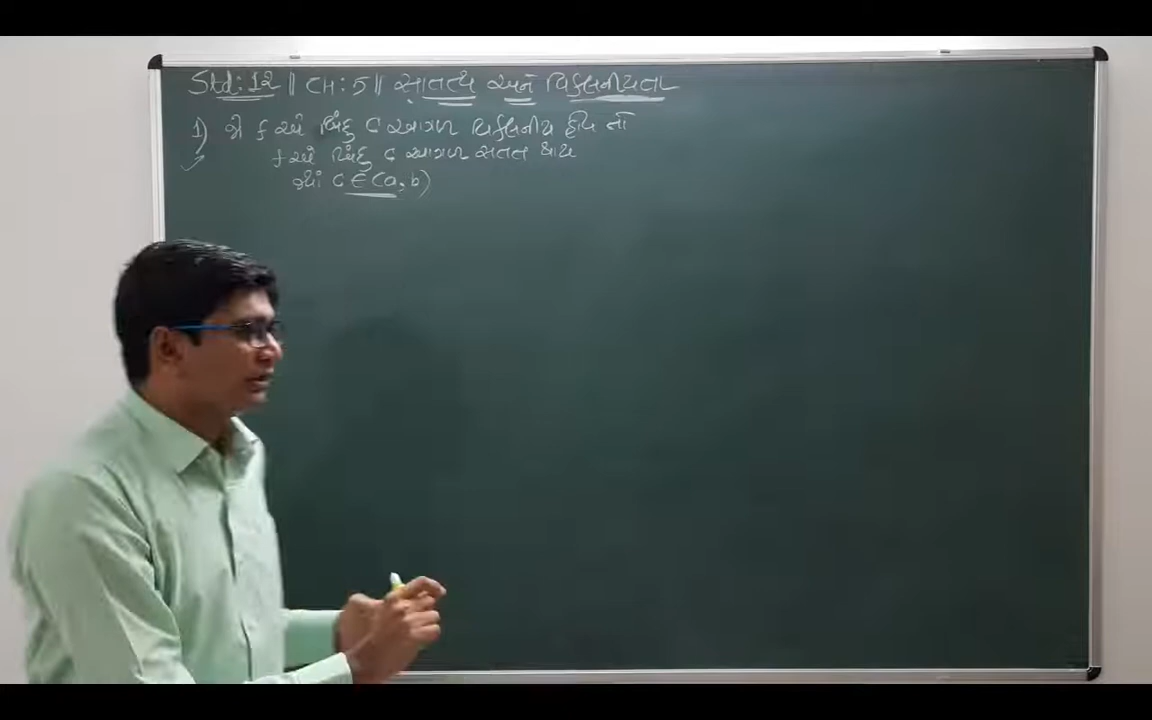 Std: 12 || CH: 5 || સાતત્ય અને વિકલનીયતા
1) જો f એ બિંદુ c આગળ વિકલનીય હોય તો
f એ બિંદુ c આગળ સતત થાય
જ્યાં c ∈ (a, b)